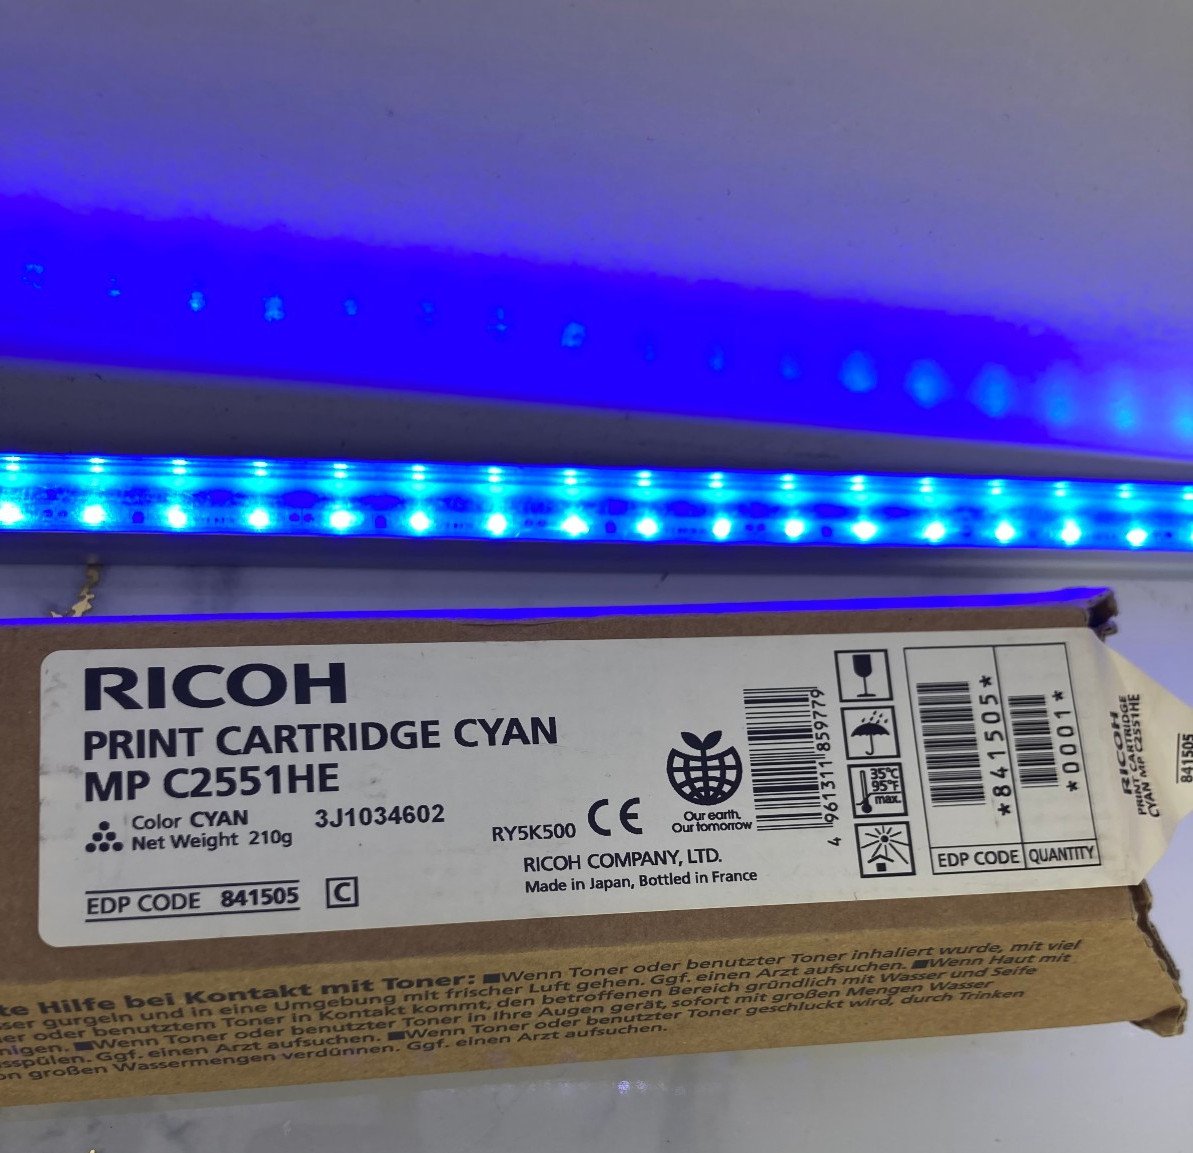 RICOH
PRINT CARTRIDGE CYAN
MP C2551HE
Color CYAN 3J1034602
Net Weight 210g
EDP CODE 841505 C
RY5K500 CE
RICOH COMPANY, LTD.
Made in Japan, Bottled in France
Our earth,
Our tomorrow
4 961311 859779
35°C
95°F
max.
*841505*
EDP CODE
*0001*
QUANTITY
RICOH
PRINT CARTRIDGE
CYAN MP C2551HE
841505
te Hilfe bei Kontakt mit Toner: ■Wenn Toner oder benutzter Toner inhaliert wurde, mit viel
ser gurgeln und in eine Umgebung mit frischer Luft gehen. Ggf. einen Arzt aufsuchen. ■Wenn Haut mit
er oder benutztem Toner in Kontakt kommt, den betroffenen Bereich gründlich mit Wasser und Seife
nigen. ■Wenn Toner oder benutzter Toner in Ihre Augen gerät, sofort mit großen Mengen Wasser
sspülen. Ggf. einen Arzt aufsuchen. ■Wenn Toner oder benutzter Toner geschluckt wird, durch Trinken
on großen Wassermengen verdünnen. Ggf. einen Arzt aufsuchen.